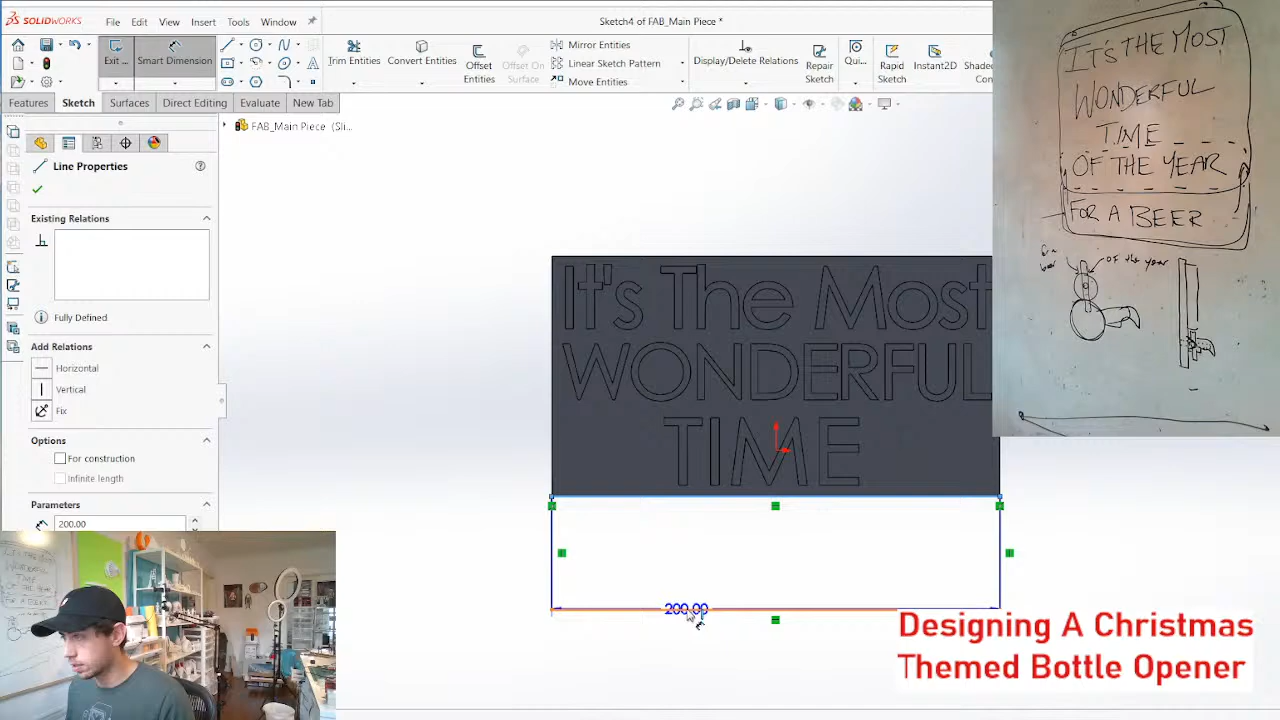 SOLIDWORKS
File Edit View Insert Tools Window
Sketch4 of FAB_Main Piece *
Exit ...
Smart Dimension
Trim Entities
Convert Entities
Offset Entities
Offset On Surface
Mirror Entities
Linear Sketch Pattern
Move Entities
Display/Delete Relations
Repair Sketch
Qui...
Rapid Sketch
Instant2D
Features Sketch Surfaces Direct Editing Evaluate New Tab
FAB_Main Piece (Sli...
Line Properties
Existing Relations
Fully Defined
Add Relations
Horizontal
Vertical
Fix
Options
For construction
Infinite length
Parameters
200.00
It's The Most
WONDERFUL
TIME
IT'S THE MOST
WONDERFUL
TIME
OF THE YEAR
FOR A BEER
of the year
Designing A Christmas
Themed Bottle Opener